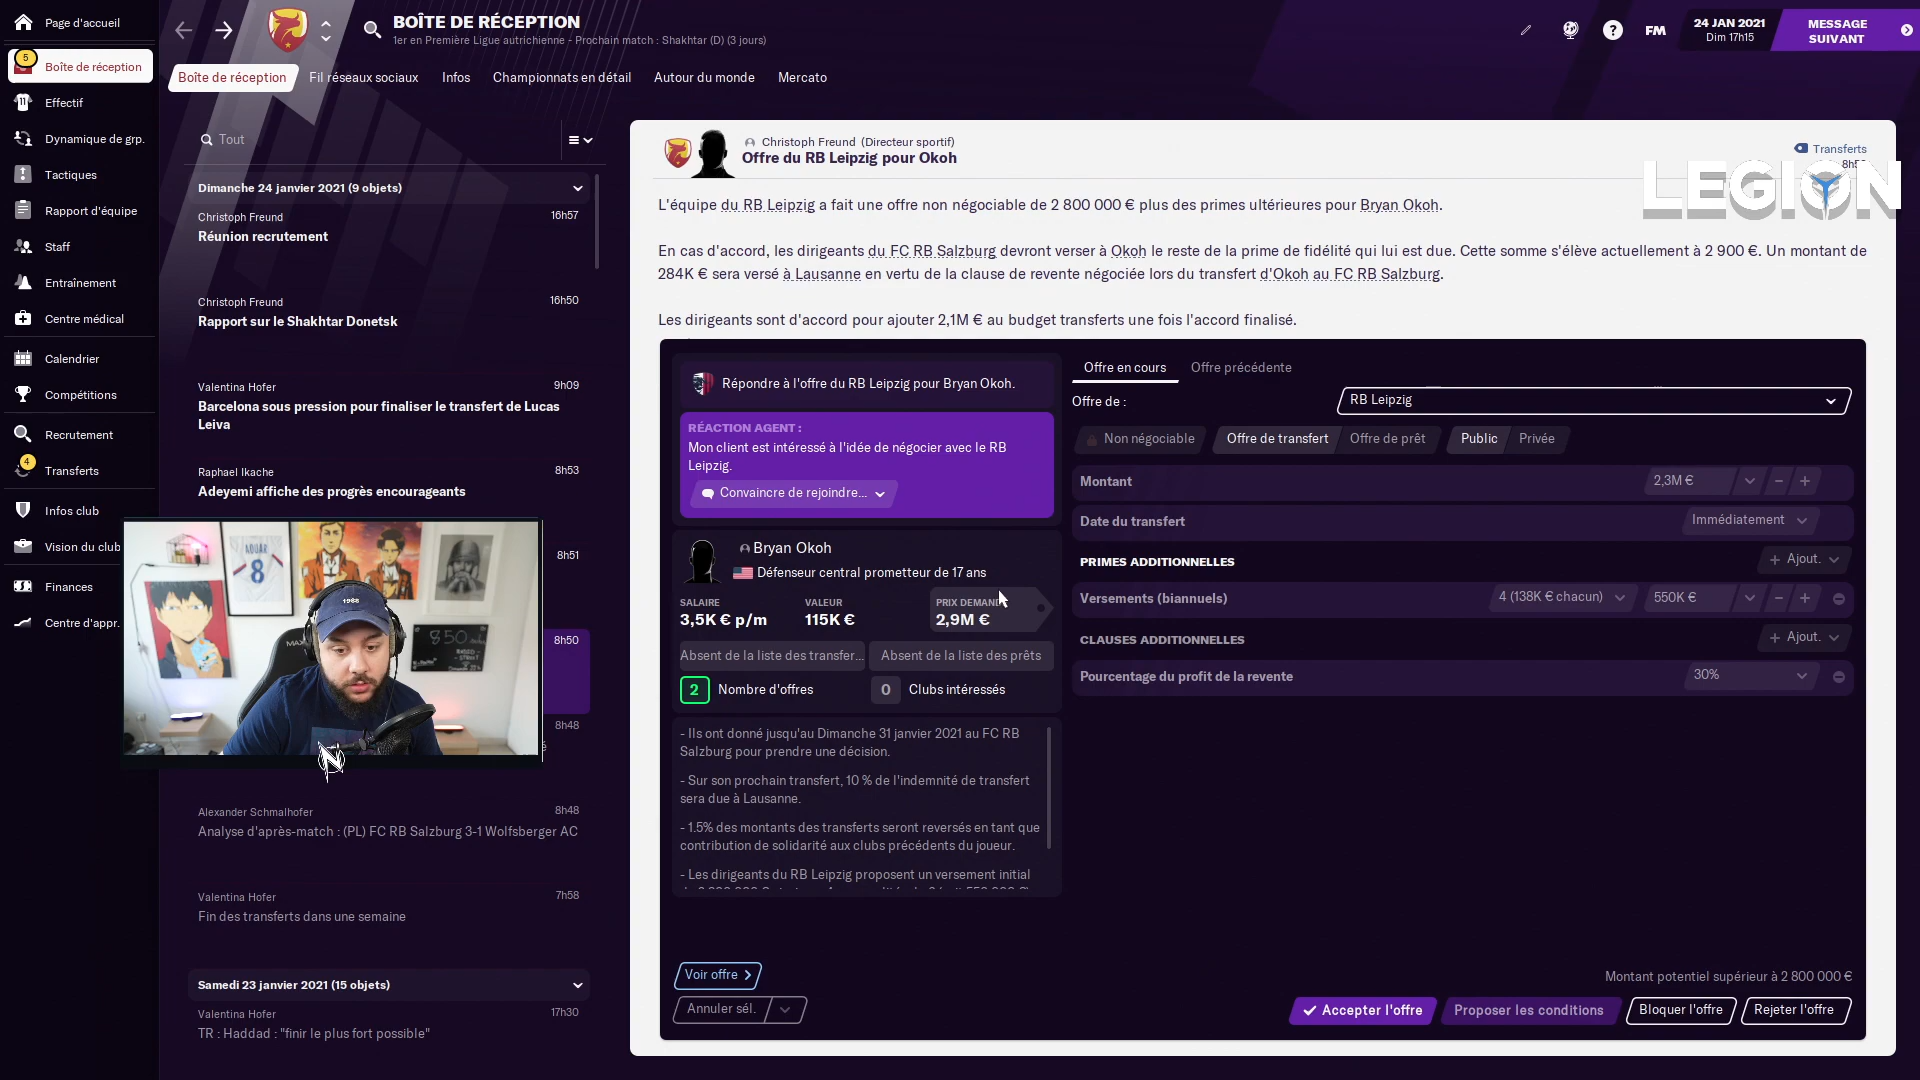 Page d'accueil
5
Boîte de réception
Effectif
Dynamique de grp.
Tactiques
Rapport d'équipe
Staff
Entraînement
Centre médical
Calendrier
Compétitions
Recrutement
4
Transferts
Infos club
Vision du club
Finances
Centre d'appr.
BOÎTE DE RÉCEPTION
1er en Première Ligue autrichienne - Prochain match : Shakhtar (D) (3 jours)
FM
24 JAN 2021
Dim 17h15
MESSAGE SUIVANT
Boîte de réception
Fil réseaux sociaux
Infos
Championnats en détail
Autour du monde
Mercato
Tout
Dimanche 24 janvier 2021 (9 objets)
Christoph Freund 16h57
Réunion recrutement
Christoph Freund 16h50
Rapport sur le Shakhtar Donetsk
Valentina Hofer 9h09
Barcelona sous pression pour finaliser le transfert de Lucas
Leiva
Raphael Ikache 8h53
Adeyemi affiche des progrès encourageants
8h51
8h50
8h48
Alexander Schmalhofer 8h48
Analyse d'après-match : (PL) FC RB Salzburg 3-1 Wolfsberger AC
Valentina Hofer 7h58
Fin des transferts dans une semaine
Samedi 23 janvier 2021 (15 objets)
Valentina Hofer 17h30
TR : Haddad : "finir le plus fort possible"
AOUAR
8
1988
850
Christoph Freund (Directeur sportif)
Offre du RB Leipzig pour Okoh
Transferts
LEGION
L'équipe du RB Leipzig a fait une offre non négociable de 2 800 000 € plus des primes ultérieures pour Bryan Okoh.
En cas d'accord, les dirigeants du FC RB Salzburg devront verser à Okoh le reste de la prime de fidélité qui lui est due. Cette somme s'élève actuellement à 2 900 €. Un montant de
284K € sera versé à Lausanne en vertu de la clause de revente négociée lors du transfert d'Okoh au FC RB Salzburg.
Les dirigeants sont d'accord pour ajouter 2,1M € au budget transferts une fois l'accord finalisé.
Répondre à l'offre du RB Leipzig pour Bryan Okoh.
RÉACTION AGENT :
Mon client est intéressé à l'idée de négocier avec le RB
Leipzig.
Convaincre de rejoindre...
Bryan Okoh
Défenseur central prometteur de 17 ans
SALAIRE
3,5K € p/m
VALEUR
115K €
PRIX
2,9M €
Absent de la liste des transfer...
Absent de la liste des prêts
2 Nombre d'offres
0 Clubs intéressés
- Ils ont donné jusqu'au Dimanche 31 janvier 2021 au FC RB
Salzburg pour prendre une décision.
- Sur son prochain transfert, 10 % de l'indemnité de transfert
sera due à Lausanne.
- 1.5% des montants des transferts seront reversés en tant que
contribution de solidarité aux clubs précédents du joueur.
- Les dirigeants du RB Leipzig proposent un versement initial
Offre en cours
Offre précédente
Offre de :
RB Leipzig
Non négociable
Offre de transfert
Offre de prêt
Public
Privée
Montant 2,3M €
Date du transfert Immédiatement
PRIMES ADDITIONNELLES
Ajout.
Versements (biannuels) 4 (138K € chacun) 550K €
CLAUSES ADDITIONNELLES
Ajout.
Pourcentage du profit de la revente 30%
Voir offre
Annuler sél.
Montant potentiel supérieur à 2 800 000 €
Accepter l'offre
Proposer les conditions
Bloquer l'offre
Rejeter l'offre